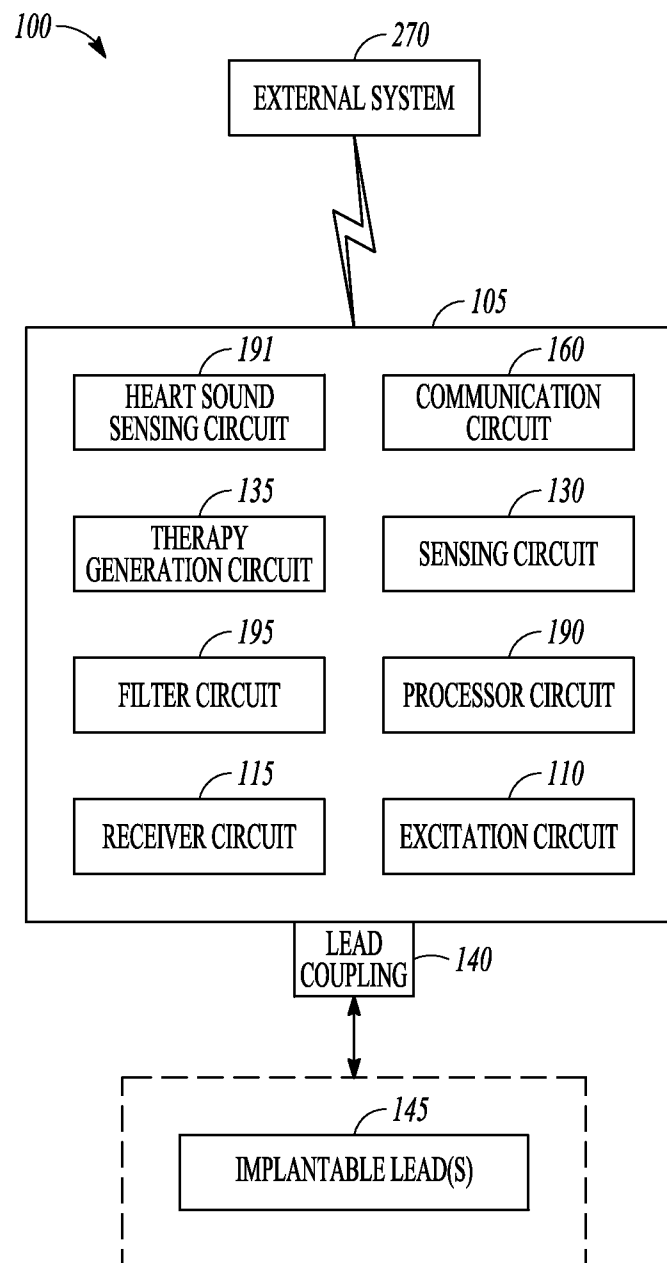 100
270
EXTERNAL SYSTEM
105
191
HEART SOUND
SENSING CIRCUIT
160
COMMUNICATION
CIRCUIT
135
THERAPY
GENERATION CIRCUIT
130
SENSING CIRCUIT
195
FILTER CIRCUIT
190
PROCESSOR CIRCUIT
115
RECEIVER CIRCUIT
110
EXCITATION CIRCUIT
LEAD
COUPLING
140
145
IMPLANTABLE LEAD(S)